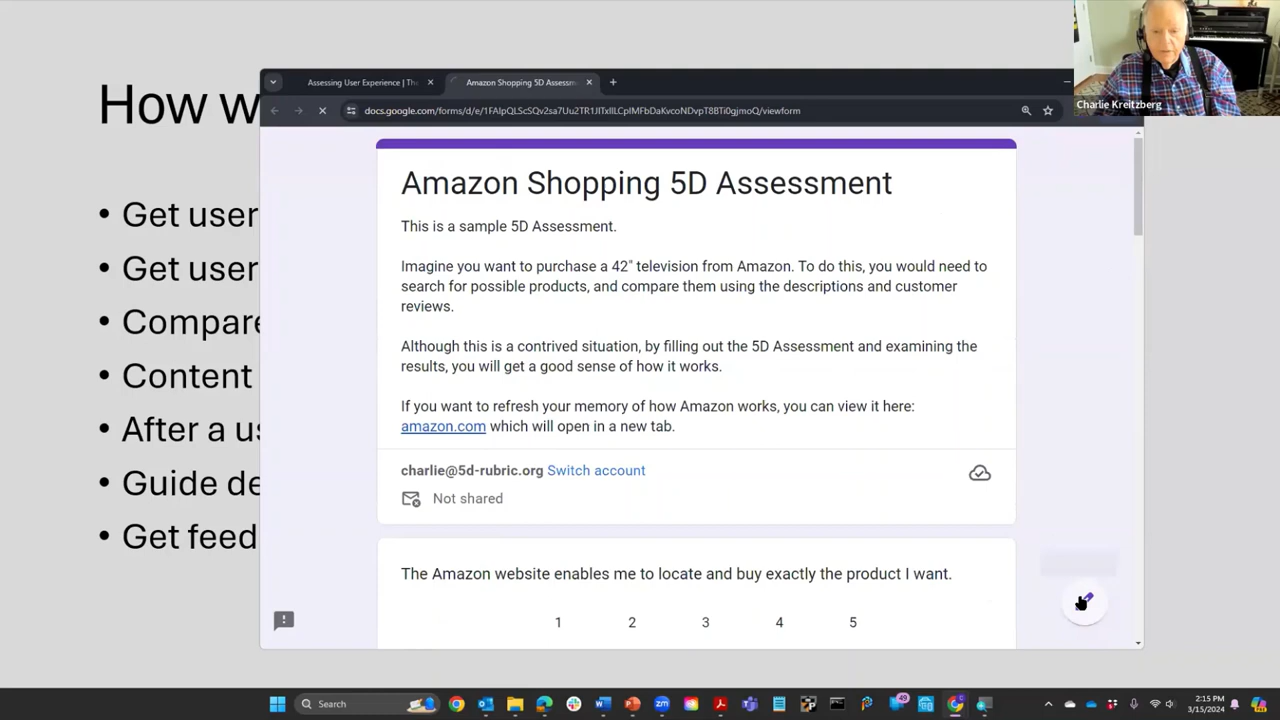 How w
• Get user
• Get user
• Compare
• Content
• After a us
• Guide de
• Get feed
Charlie Kreitzberg
Assessing User Experience | Th
Amazon Shopping 5D Assessm
Amazon Shopping 5D Assessment
This is a sample 5D Assessment.
Imagine you want to purchase a 42" television from Amazon. To do this, you would need to
search for possible products, and compare them using the descriptions and customer
reviews.
Although this is a contrived situation, by filling out the 5D Assessment and examining the
results, you will get a good sense of how it works.
If you want to refresh your memory of how Amazon works, you can view it here:
amazon.com which will open in a new tab.
charlie@5d-rubric.org Switch account
Not shared
The Amazon website enables me to locate and buy exactly the product I want.
1 2 3 4 5
Search
49
2:15 PM
3/15/2024